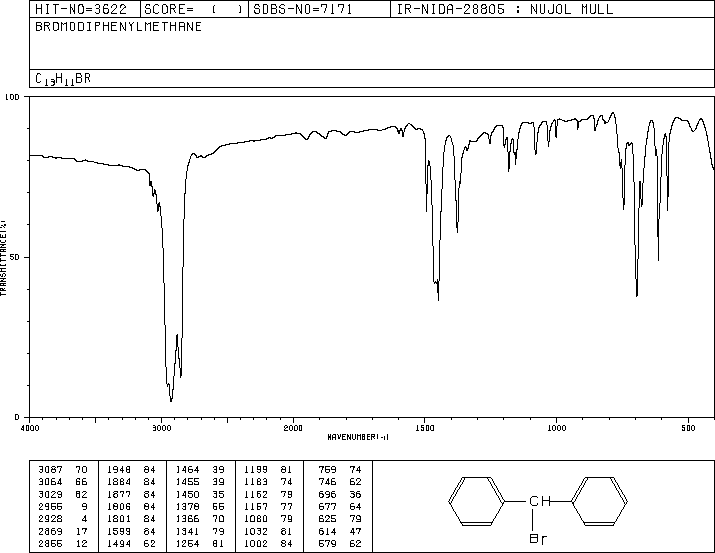 HIT-NO=3622 SCORE= ( ) SDBS-NO=7171 IR-NIDA-28805 : NUJOL MULL
BROMODIPHENYLMETHANE
C13H11BR
100
50
0
TRANSMITTANCE(%)
4000 3000 2000 1500 1000 500
WAVENUMBER(-1)
3087 70 1948 84 1464 39 1199 81 759 74
3064 66 1884 84 1455 39 1183 74 746 62
3029 82 1877 84 1450 35 1162 79 696 36
2955 9 1806 84 1378 55 1157 77 677 64
2928 4 1801 84 1366 70 1080 79 625 79
2869 17 1599 84 1341 79 1032 81 614 47
2855 12 1494 62 1254 81 1002 84 579 62
CH
Br